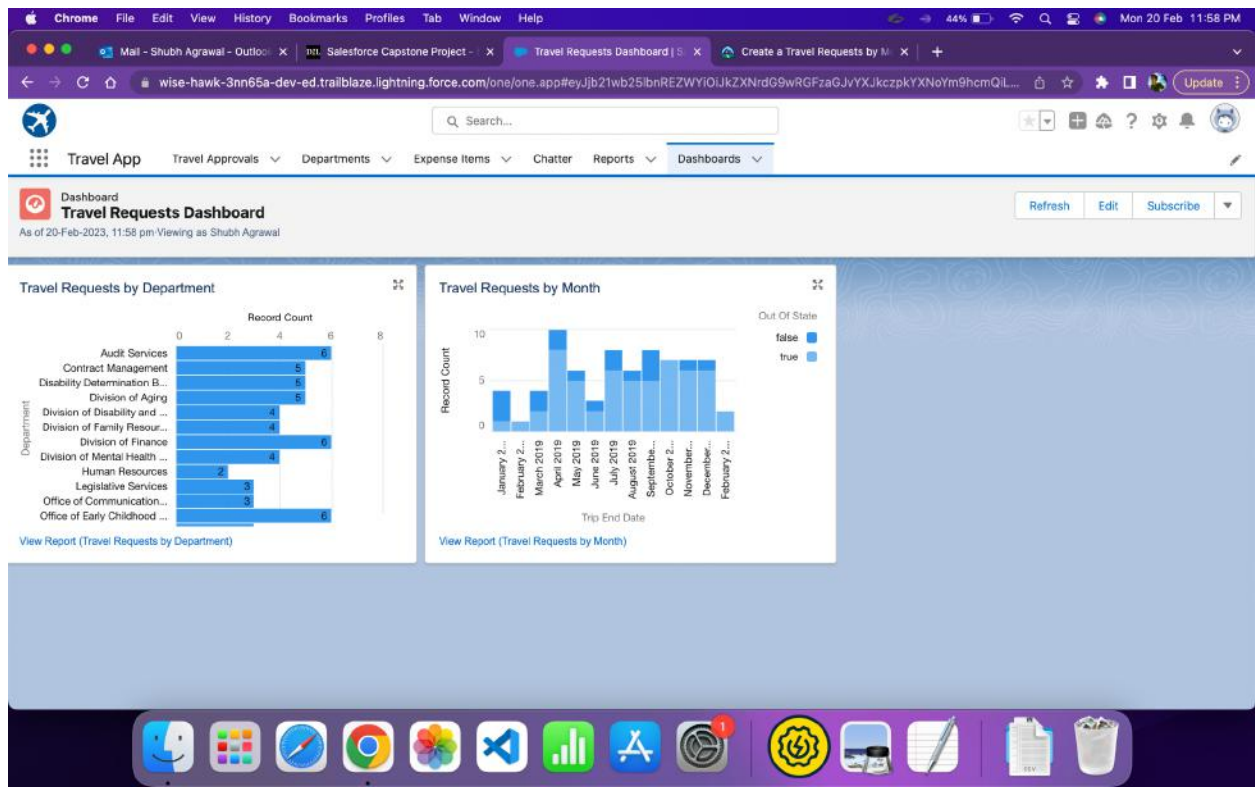 Chrome File Edit View History Bookmarks Profiles Tab Window Help 44% Mon 20 Feb 11:58 PM
Mail - Shubh Agrawal - Outloo Salesforce Capstone Project - Travel Requests Dashboard | S Create a Travel Requests by M
wise-hawk-3nn65a-dev-ed.trailblaze.lightning.force.com/one/one.app#eyJjb21wb25lbnREZWYiOiJkZXNrdG9wRGFzaGJvYXJkczpkYXNoYm9hcmQiL... Update
Search...
Travel App Travel Approvals Departments Expense Items Chatter Reports Dashboards
Dashboard
Travel Requests Dashboard
As of 20-Feb-2023, 11:58 pm·Viewing as Shubh Agrawal
Refresh Edit Subscribe
Travel Requests by Department
Record Count
0 2 4 6 8
Department
Audit Services 6
Contract Management 5
Disability Determination B... 5
Division of Aging 5
Division of Disability and ... 4
Division of Family Resour... 4
Division of Finance 6
Division of Mental Health ... 4
Human Resources 2
Legislative Services 3
Office of Communication... 3
Office of Early Childhood ... 6
View Report (Travel Requests by Department)
Travel Requests by Month
Out Of State
false
true
Record Count
10
5
0
January 2...
February 2...
March 2019
April 2019
May 2019
June 2019
July 2019
August 2019
Septembe...
October 2...
November...
December...
February 2...
Trip End Date
View Report (Travel Requests by Month)
1